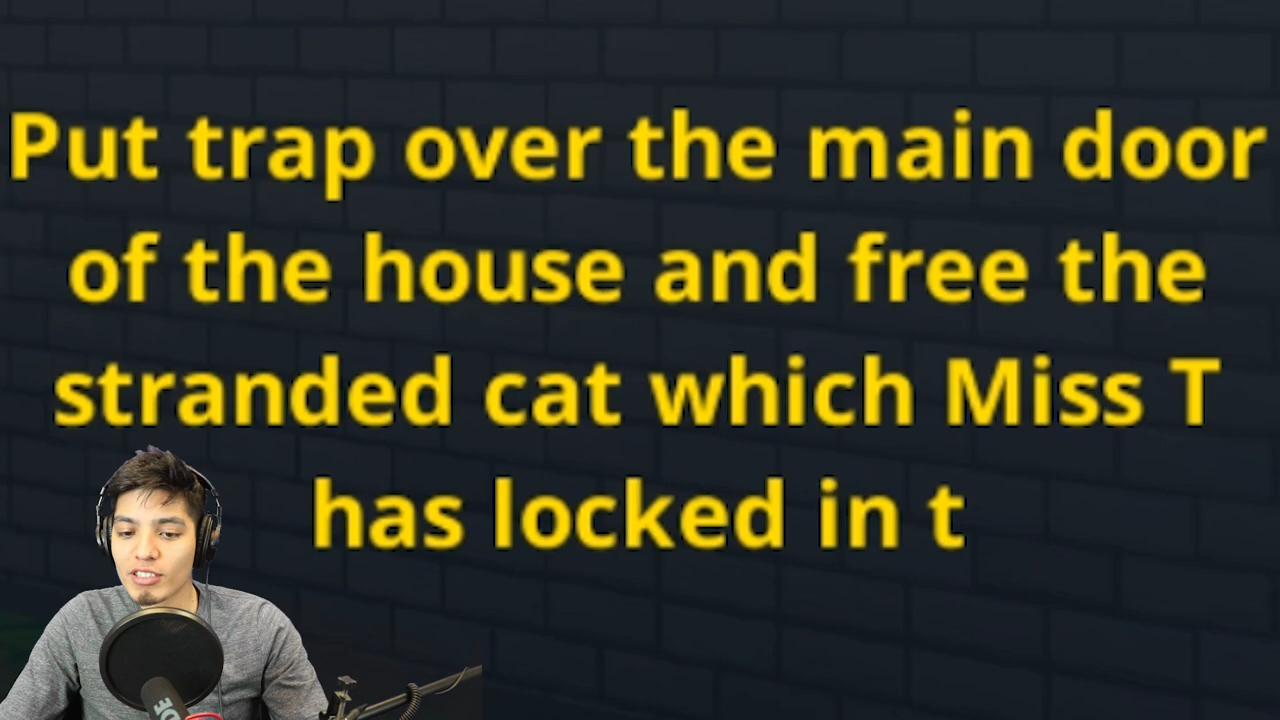 Put trap over the main door
of the house and free the
stranded cat which Miss T
has locked in t